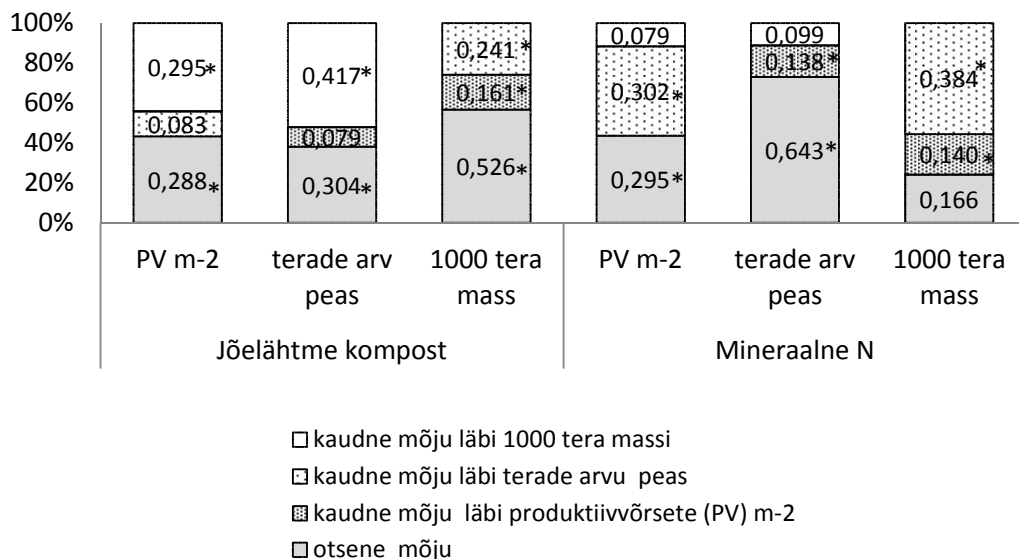 100%
80%
60%
40%
20%
0%
0,295*
0,083
0,288*
0,417*
0,079
0,304*
0,241*
0,161*
0,526*
0,079
0,302*
0,295*
0,099
0,138*
0,643*
0,384*
0,140*
0,166
PV m-2
terade arv
peas
1000 tera
mass
PV m-2
terade arv
peas
1000 tera
mass
Jõelähtme kompost
Mineraalne N
kaudne mõju läbi 1000 tera massi
kaudne mõju läbi terade arvu peas
kaudne mõju läbi produktiivvõrsete (PV) m-2
otsene mõju